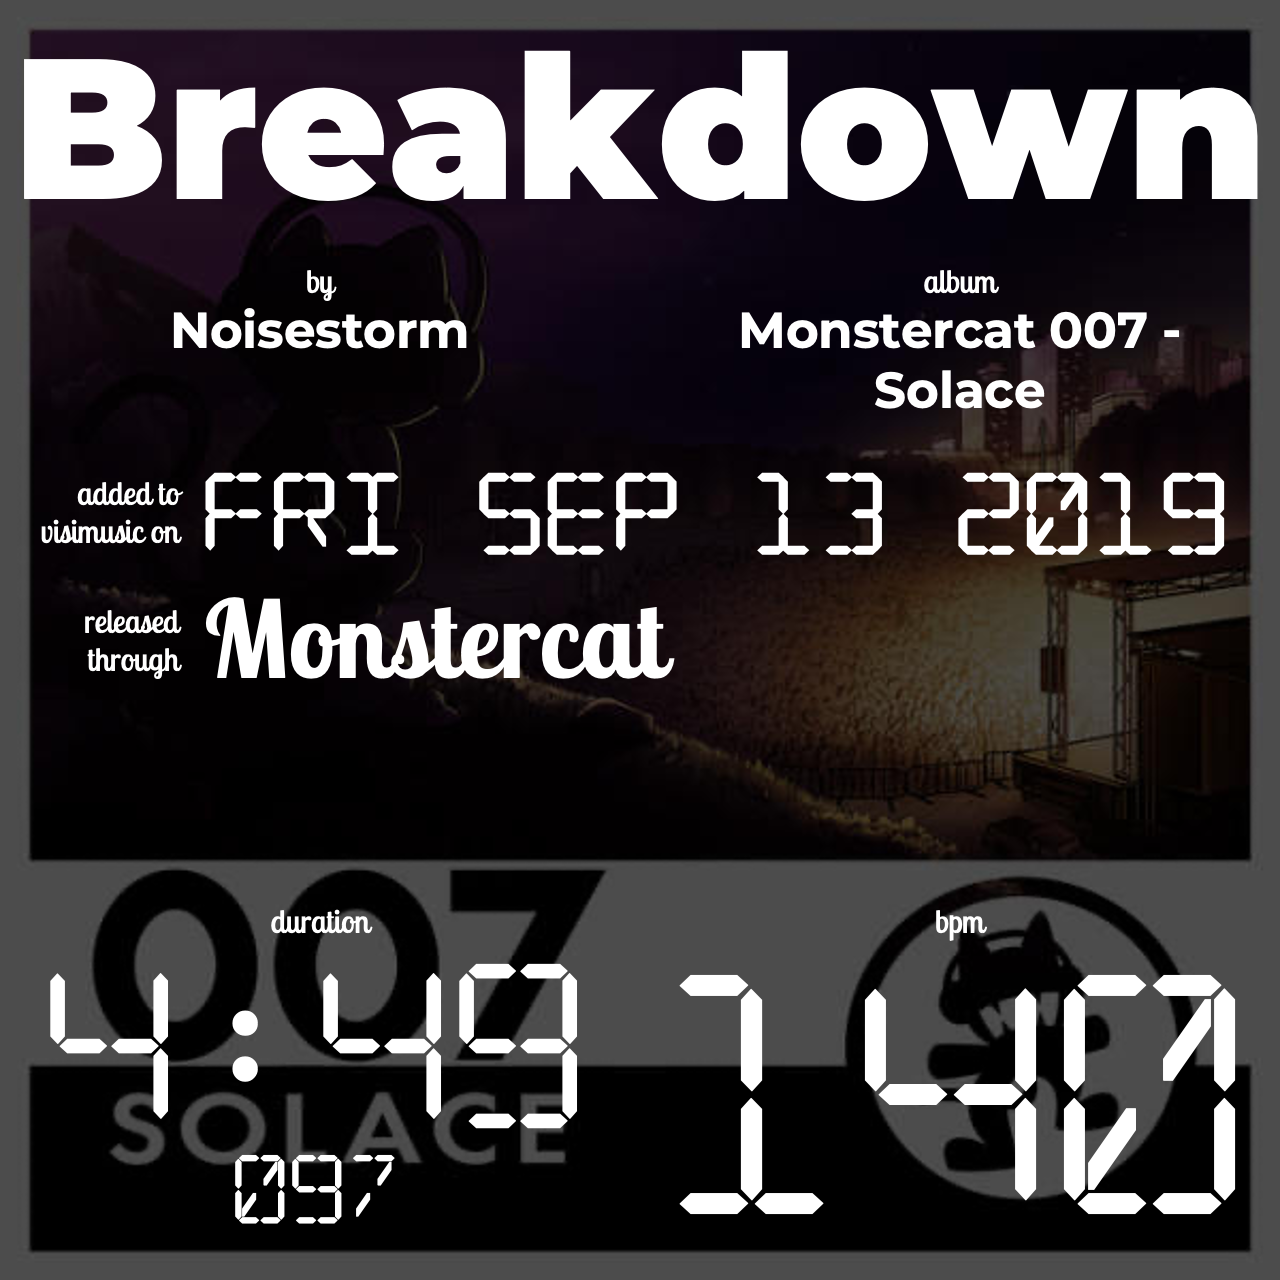 Breakdown
by
Noisestorm
album
Monstercat 007 -
Solace
added to
visimusic on
FRI SEP 13 2019
released
through
Monstercat
007
SOLACE
duration
4:49
097
bpm
140